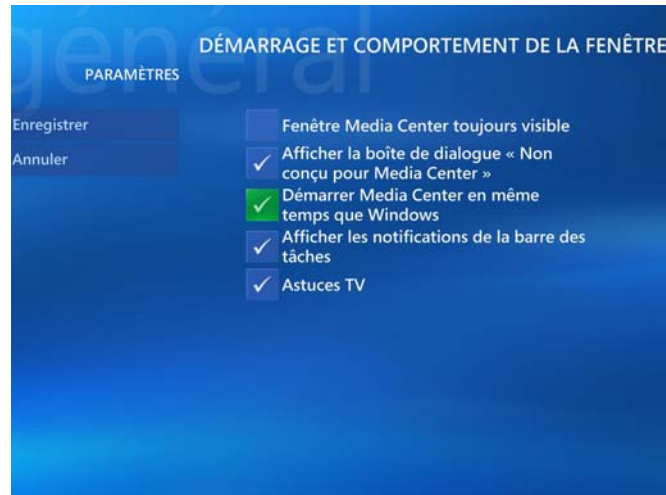 général
DÉMARRAGE ET COMPORTEMENT DE LA FENÊTRE
PARAMÈTRES
Enregistrer
Annuler
Fenêtre Media Center toujours visible
Afficher la boîte de dialogue « Non
conçu pour Media Center »
Démarrer Media Center en même
temps que Windows
Afficher les notifications de la barre des
tâches
Astuces TV